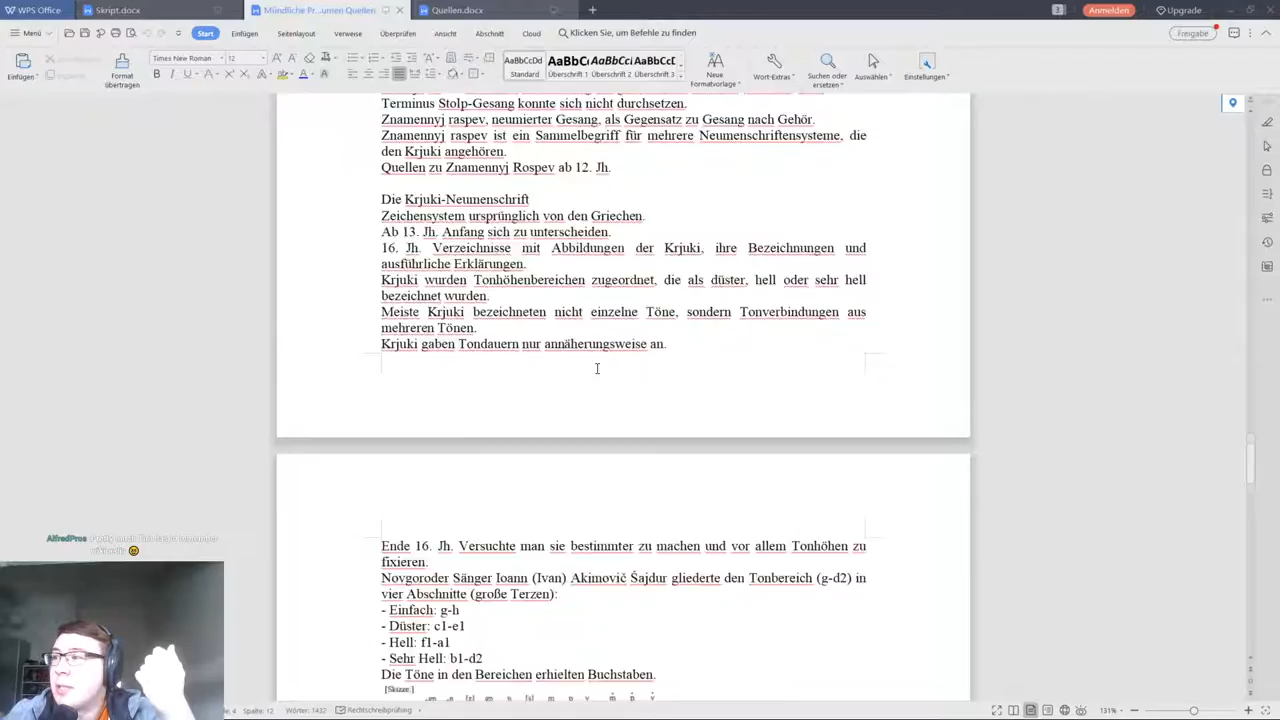 WPS Office
Skript.docx
Mündliche Pr...umen Quellen
Quellen.docx
Anmelden
Upgrade
Menü
Start
Einfügen
Seitenlayout
Verweise
Überprüfen
Ansicht
Abschnitt
Cloud
Klicken Sie, um Befehle zu finden
Freigabe
Einfügen
Formateübertragen
Times New Roman
12
AaBbCcDd
Standard
AaBbC
Überschrift 1
AaBbC
Überschrift 2
AaBbC
Überschrift 3
Neue Formatvorlage
Wort-Extras
Suchen oder ersetzen
Auswählen
Einstellungen
Terminus Stolp-Gesang konnte sich nicht durchsetzen.
Znamennyj raspev, neumierter Gesang, als Gegensatz zu Gesang nach Gehör.
Znamennyj raspev ist ein Sammelbegriff für mehrere Neumenschriftensysteme, die
den Krjuki angehören.
Quellen zu Znamennyj Rospev ab 12. Jh.
Die Krjuki-Neumenschrift
Zeichensystem ursprünglich von den Griechen.
Ab 13. Jh. Anfang sich zu unterscheiden.
16. Jh. Verzeichnisse mit Abbildungen der Krjuki, ihre Bezeichnungen und
ausführliche Erklärungen.
Krjuki wurden Tonhöhenbereichen zugeordnet, die als düster, hell oder sehr hell
bezeichnet wurden.
Meiste Krjuki bezeichneten nicht einzelne Töne, sondern Tonverbindungen aus
mehreren Tönen.
Krjuki gaben Tondauern nur annäherungsweise an.
Ende 16. Jh. Versuchte man sie bestimmter zu machen und vor allem Tonhöhen zu
fixieren.
Novgoroder Sänger Ioann (Ivan) Akimovič Šajdur gliederte den Tonbereich (g-d2) in
vier Abschnitte (große Terzen):
- Einfach: g-h
- Düster: c1-e1
- Hell: f1-a1
- Sehr Hell: b1-d2
Die Töne in den Bereichen erhielten Buchstaben.
[Skizze:]
AlfredPros
Spalte: 12
Wörter: 1432
Rechtschreibprüfung
131%